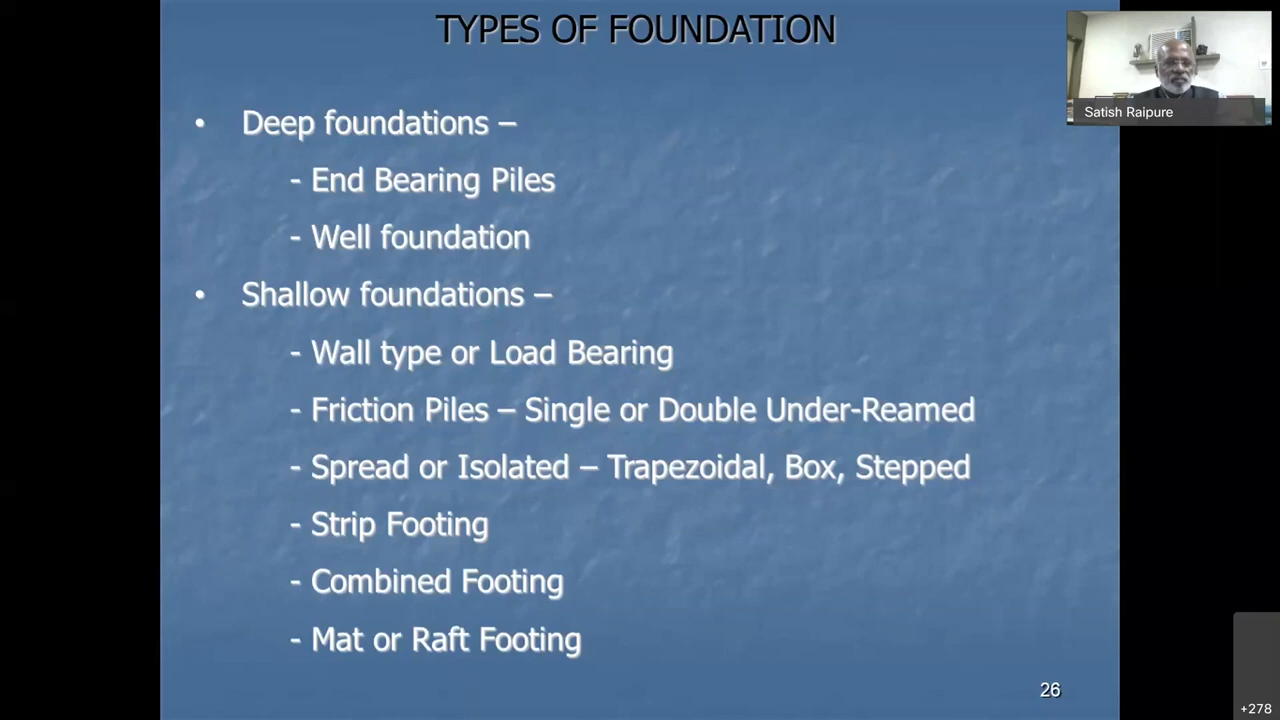 TYPES OF FOUNDATION
Satish Raipure
• Deep foundations –
- End Bearing Piles
- Well foundation
• Shallow foundations –
- Wall type or Load Bearing
- Friction Piles – Single or Double Under-Reamed
- Spread or Isolated – Trapezoidal, Box, Stepped
- Strip Footing
- Combined Footing
- Mat or Raft Footing
26
+278